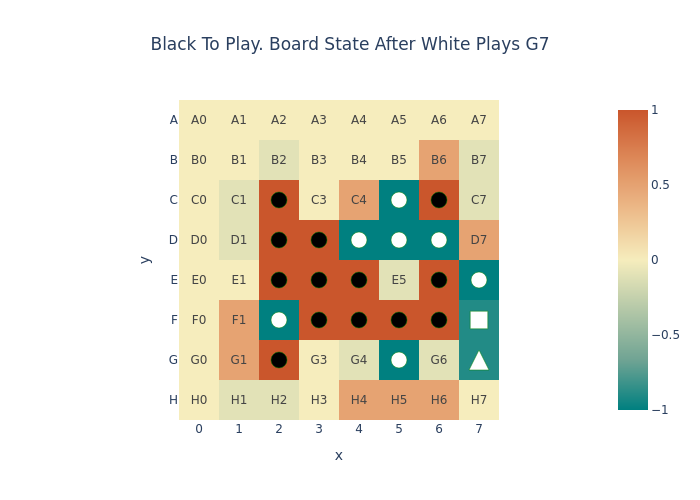 Black To Play. Board State After White Plays G7
A A0 A1 A2 A3 A4 A5 A6 A7
B B0 B1 B2 B3 B4 B5 B6 B7
C C0 C1 C3 C4 C7
D D0 D1 D7
E E0 E1 E5
F F0 F1
G G0 G1 G3 G4 G6
H H0 H1 H2 H3 H4 H5 H6 H7
0 1 2 3 4 5 6 7
x
y
1
0.5
0
−0.5
−1